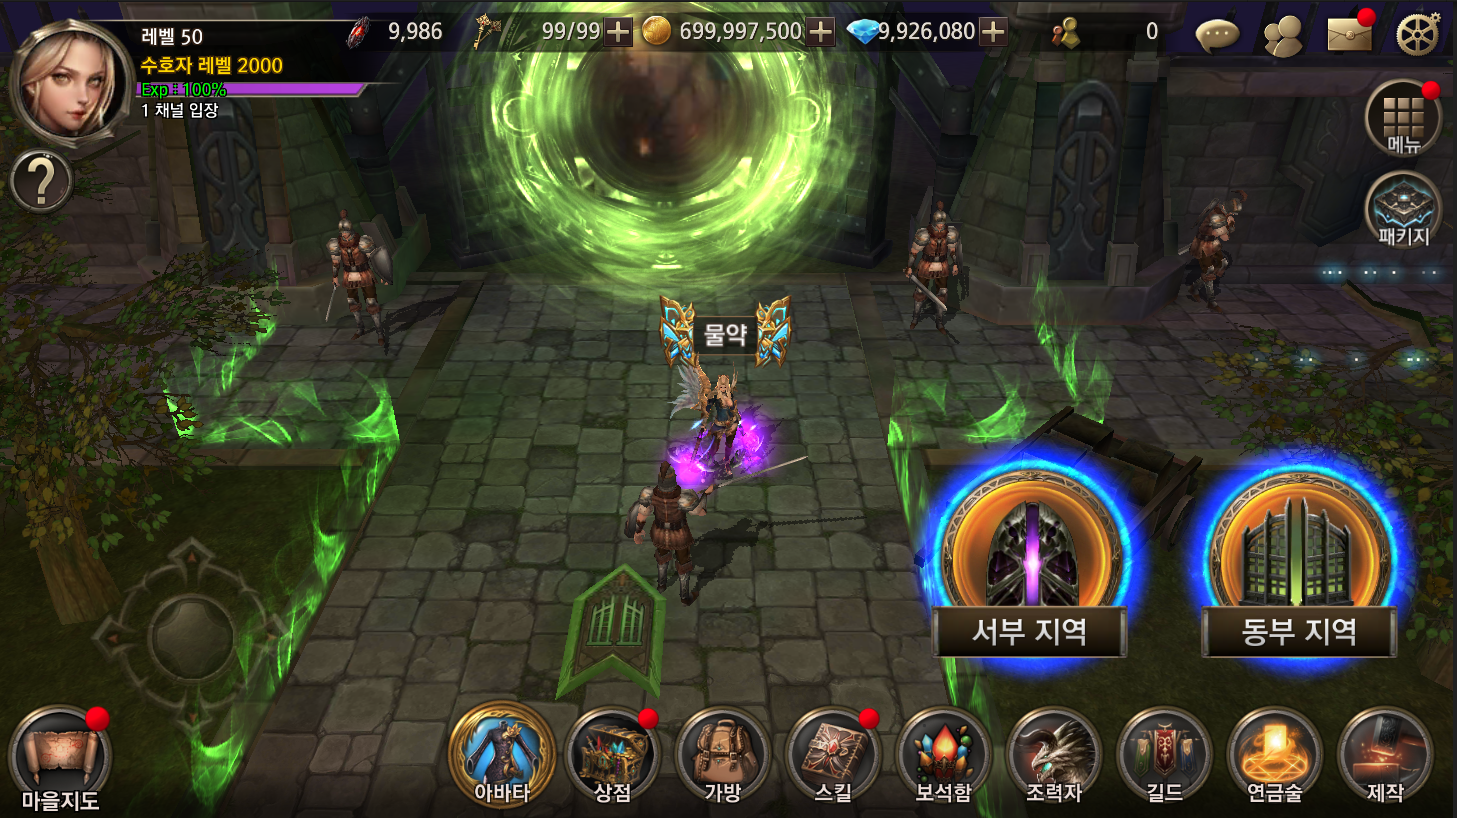 레벨 50
9,986
99/99
699,997,500
9,926,080
0
수호자 레벨 2000
Exp : 100%
1 채널 입장
?
메뉴
패키지
물약
서부 지역
동부 지역
마을지도
아바타
상점
가방
스킬
보석함
조력자
길드
연금술
제작